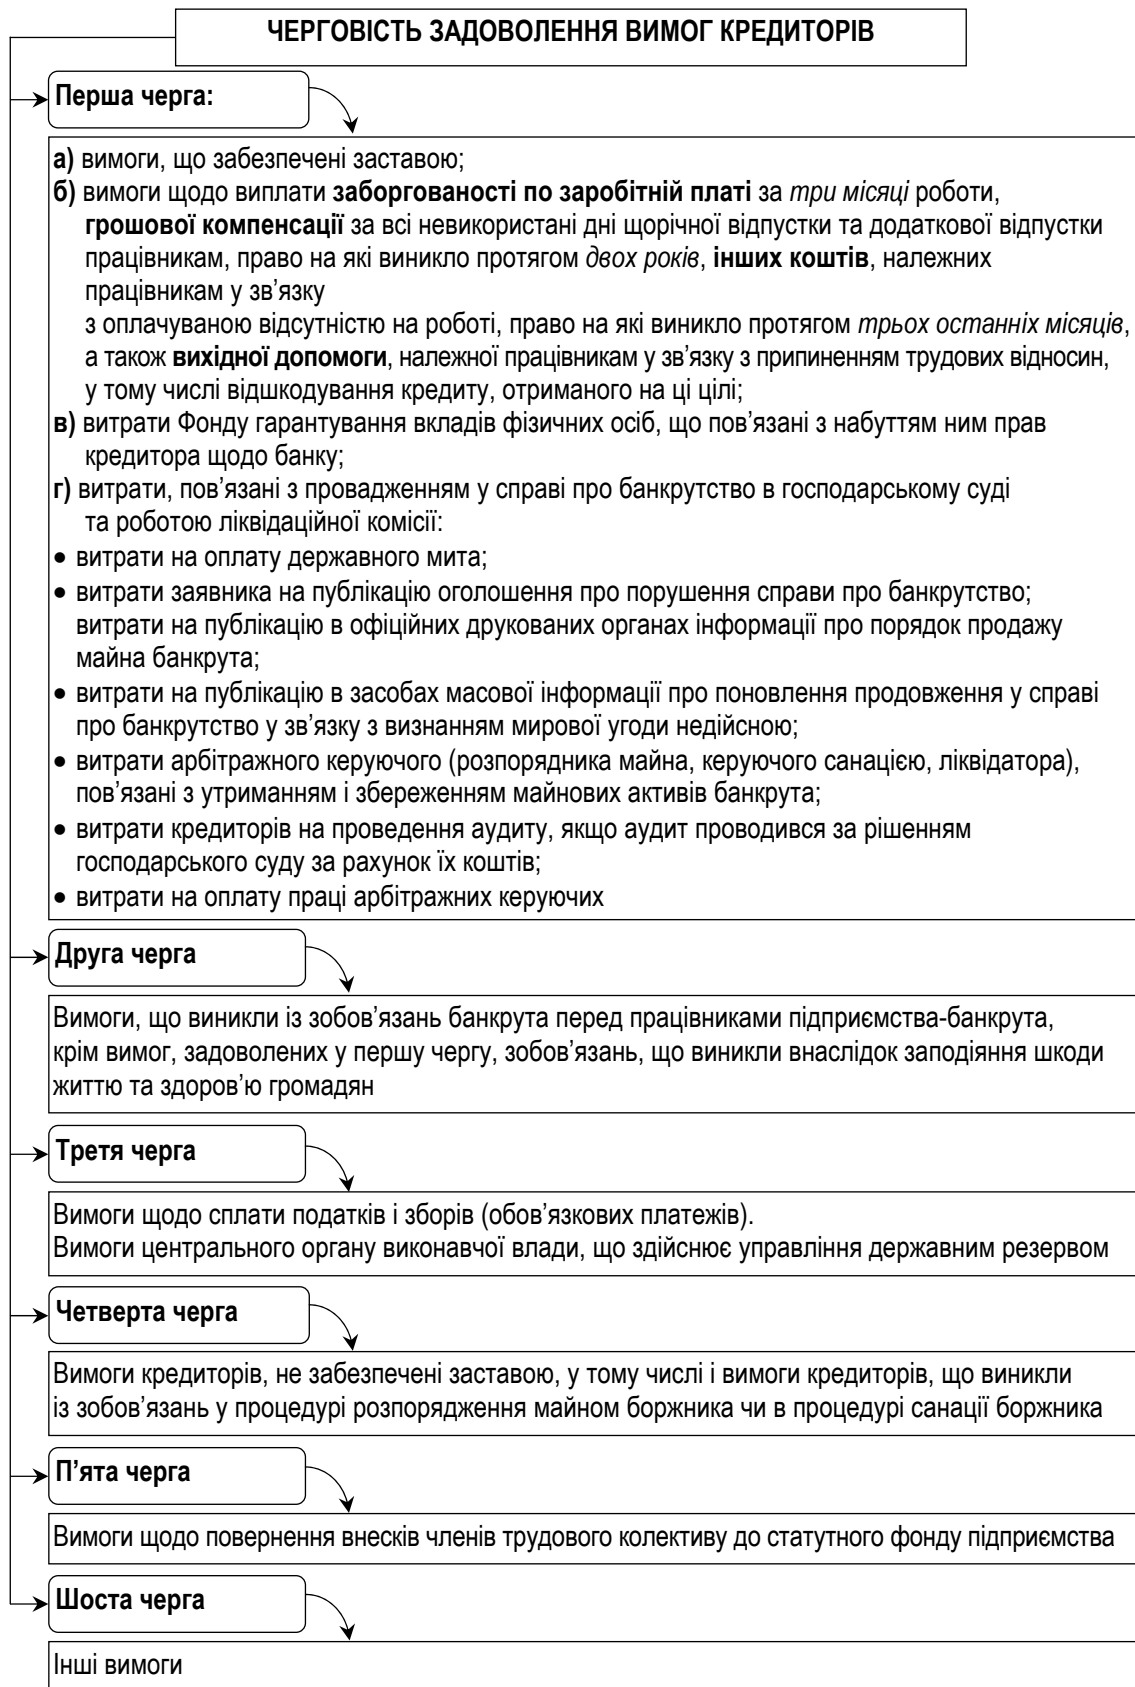 ЧЕРГОВІСТЬ ЗАДОВОЛЕННЯ ВИМОГ КРЕДИТОРІВ
Перша черга:
а) вимоги, що забезпечені заставою;
б) вимоги щодо виплати заборгованості по заробітній платі за три місяці роботи,
грошової компенсації за всі невикористані дні щорічної відпустки та додаткової відпустки
працівникам, право на які виникло протягом двох років, інших коштів, належних
працівникам у зв’язку
з оплачуваною відсутністю на роботі, право на які виникло протягом трьох останніх місяців,
а також вихідної допомоги, належної працівникам у зв’язку з припиненням трудових відносин,
у тому числі відшкодування кредиту, отриманого на ці цілі;
в) витрати Фонду гарантування вкладів фізичних осіб, що пов’язані з набуттям ним прав
кредитора щодо банку;
г) витрати, пов’язані з провадженням у справі про банкрутство в господарському суді
та роботою ліквідаційної комісії:
• витрати на оплату державного мита;
• витрати заявника на публікацію оголошення про порушення справи про банкрутство;
витрати на публікацію в офіційних друкованих органах інформації про порядок продажу
майна банкрута;
• витрати на публікацію в засобах масової інформації про поновлення продовження у справі
про банкрутство у зв’язку з визнанням мирової угоди недійсною;
• витрати арбітражного керуючого (розпорядника майна, керуючого санацією, ліквідатора),
пов’язані з утриманням і збереженням майнових активів банкрута;
• витрати кредиторів на проведення аудиту, якщо аудит проводився за рішенням
господарського суду за рахунок їх коштів;
• витрати на оплату праці арбітражних керуючих
Друга черга
Вимоги, що виникли із зобов’язань банкрута перед працівниками підприємства-банкрута,
крім вимог, задоволених у першу чергу, зобов’язань, що виникли внаслідок заподіяння шкоди
життю та здоров’ю громадян
Третя черга
Вимоги щодо сплати податків і зборів (обов’язкових платежів).
Вимоги центрального органу виконавчої влади, що здійснює управління державним резервом
Четверта черга
Вимоги кредиторів, не забезпечені заставою, у тому числі і вимоги кредиторів, що виникли
із зобов’язань у процедурі розпорядження майном боржника чи в процедурі санації боржника
П’ята черга
Вимоги щодо повернення внесків членів трудового колективу до статутного фонду підприємства
Шоста черга
Інші вимоги